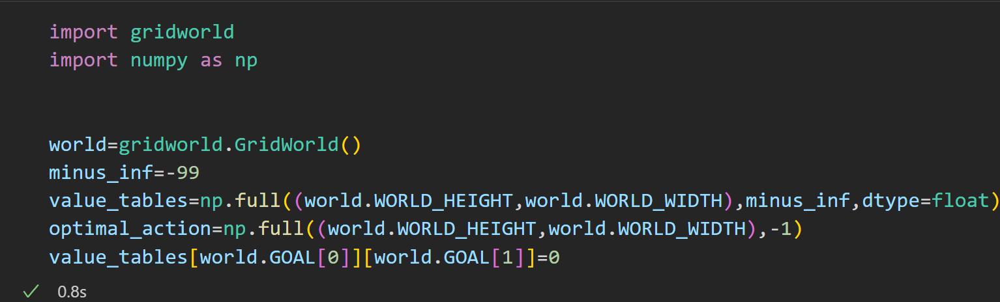 import gridworld
import numpy as np
world=gridworld.GridWorld()
minus_inf=-99
value_tables=np.full((world.WORLD_HEIGHT,world.WORLD_WIDTH),minus_inf,dtype=float)
optimal_action=np.full((world.WORLD_HEIGHT,world.WORLD_WIDTH),-1)
value_tables[world.GOAL[0]][world.GOAL[1]]=0
0.8s